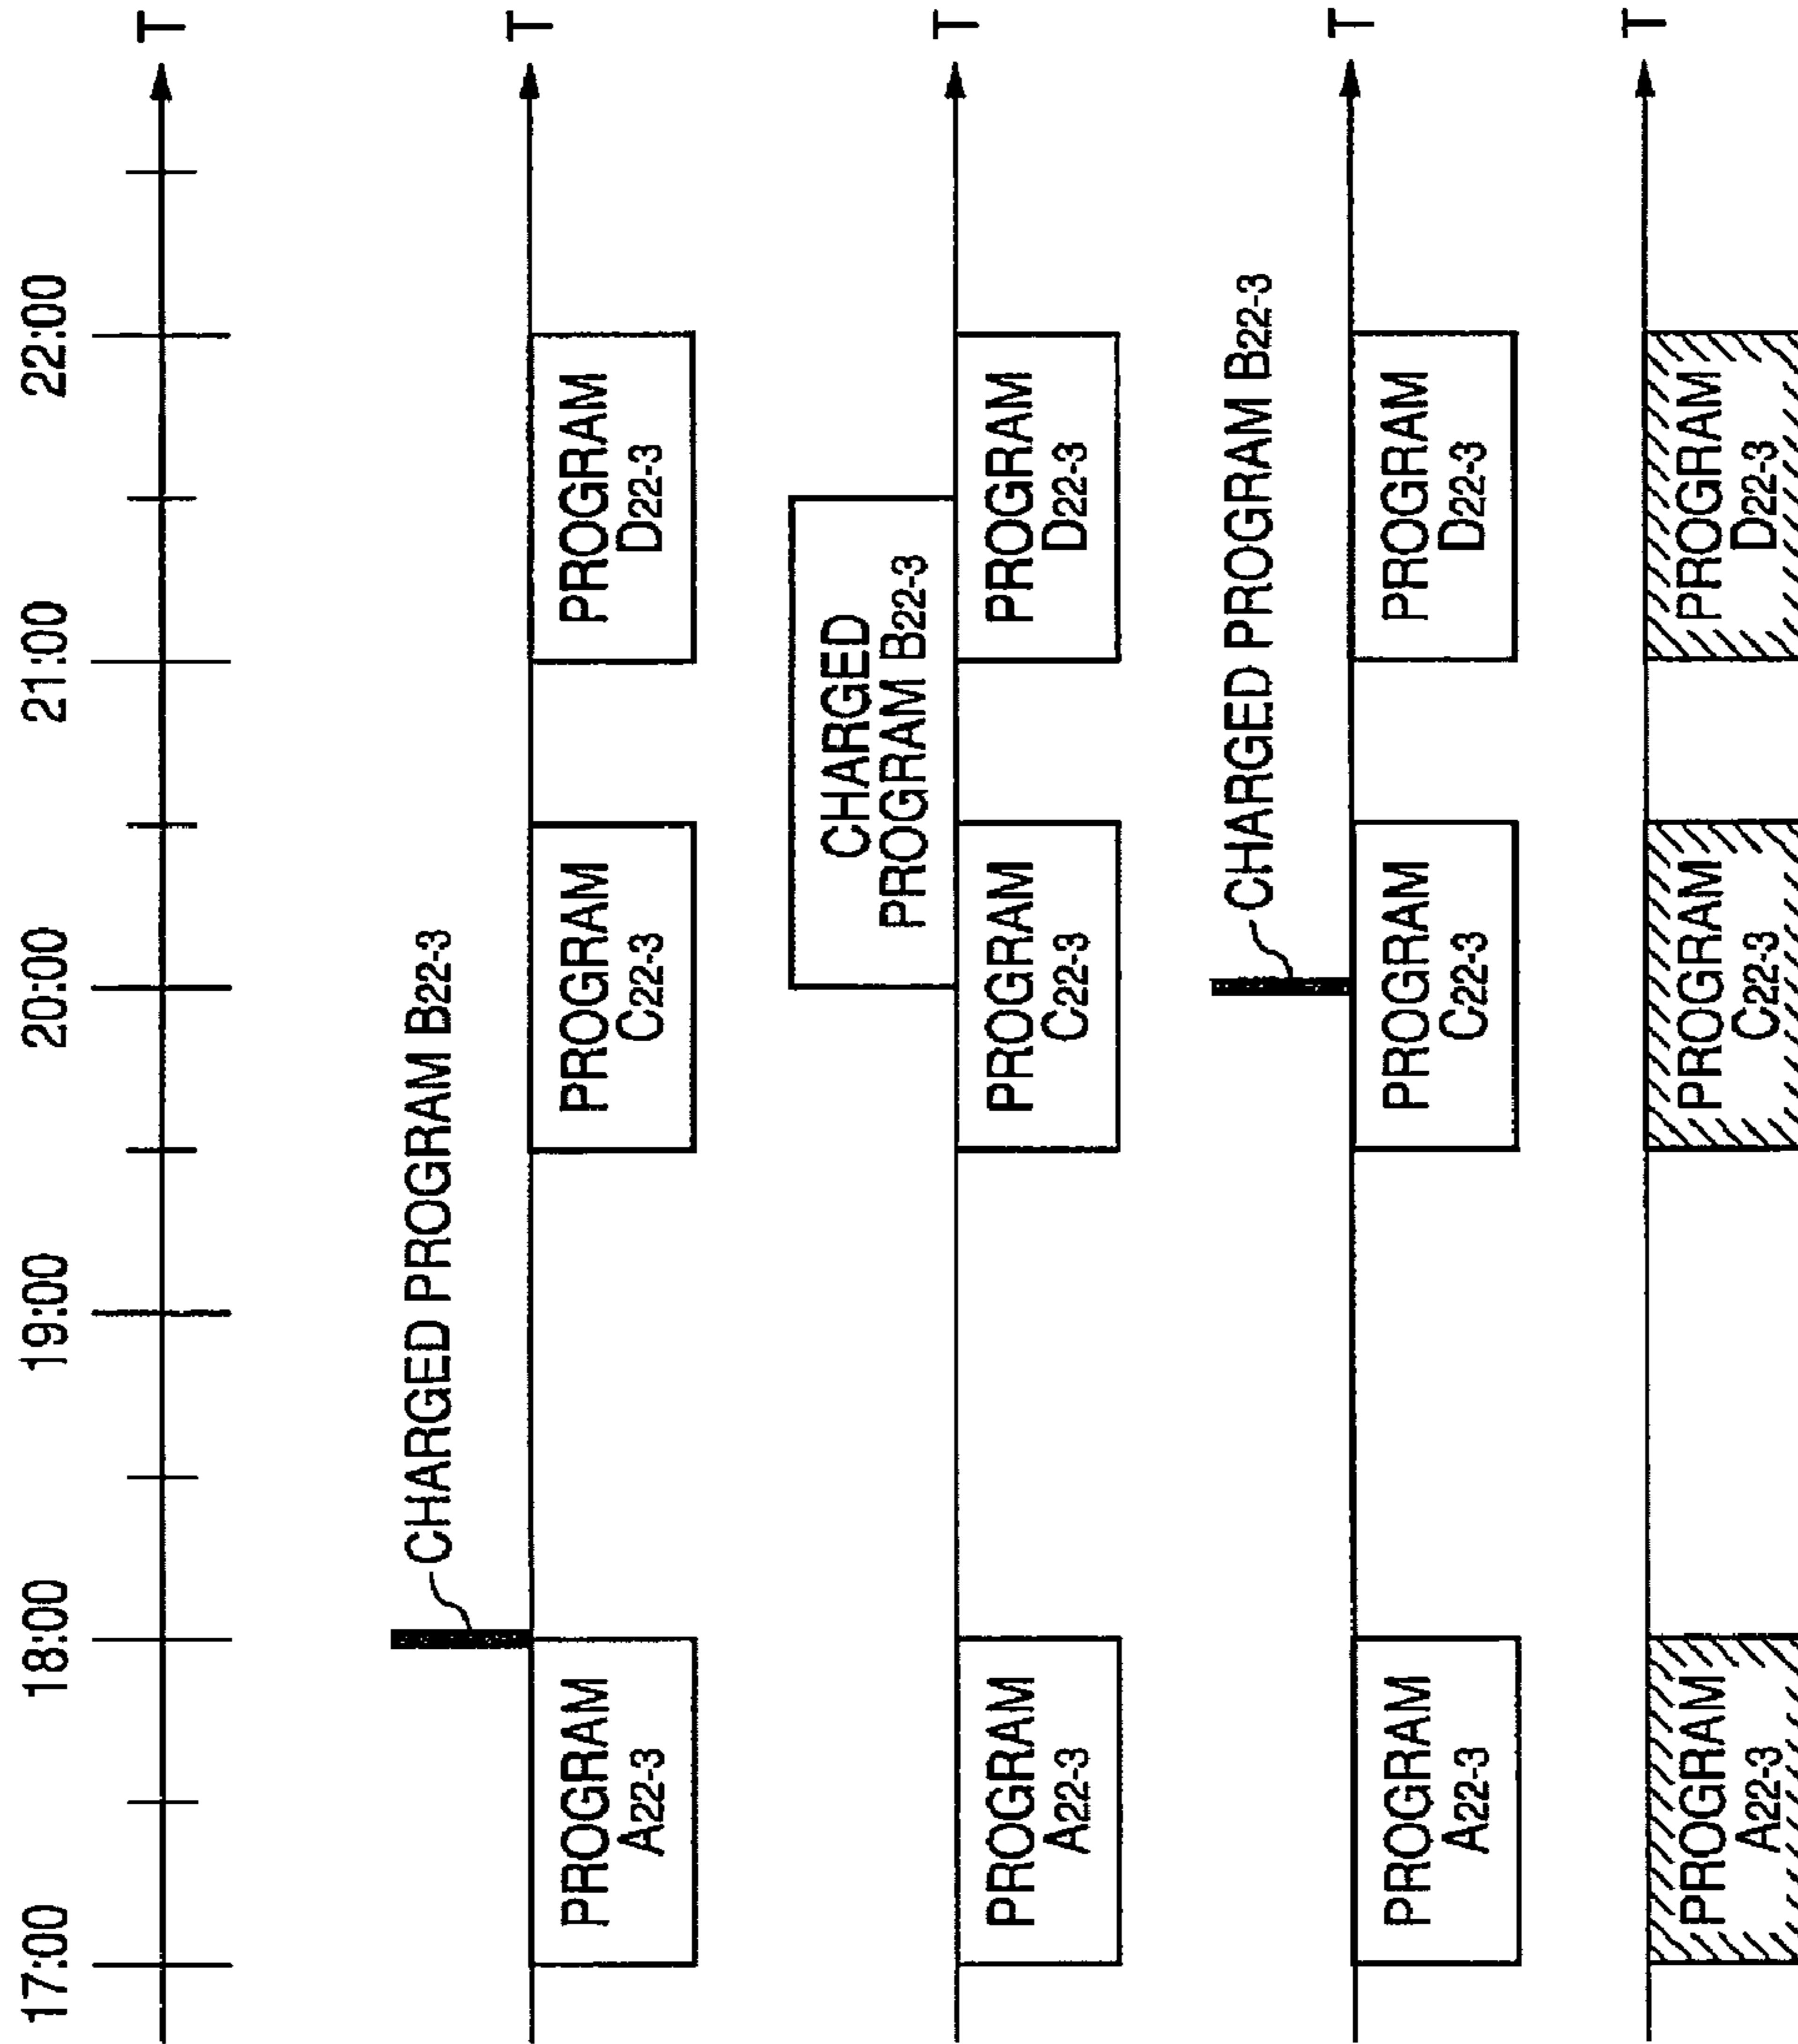 17:00 18:00 19:00 20:00 21:00 22:00
T
CHARGED PROGRAM B22-3
T
PROGRAM
A22-3
PROGRAM
C22-3
PROGRAM
D22-3
CHARGED
PROGRAM B22-3
T
PROGRAM
A22-3
PROGRAM
C22-3
PROGRAM
D22-3
CHARGED PROGRAM B22-3
T
PROGRAM
A22-3
PROGRAM
C22-3
PROGRAM
D22-3
T
PROGRAM
A22-3
PROGRAM
C22-3
PROGRAM
D22-3